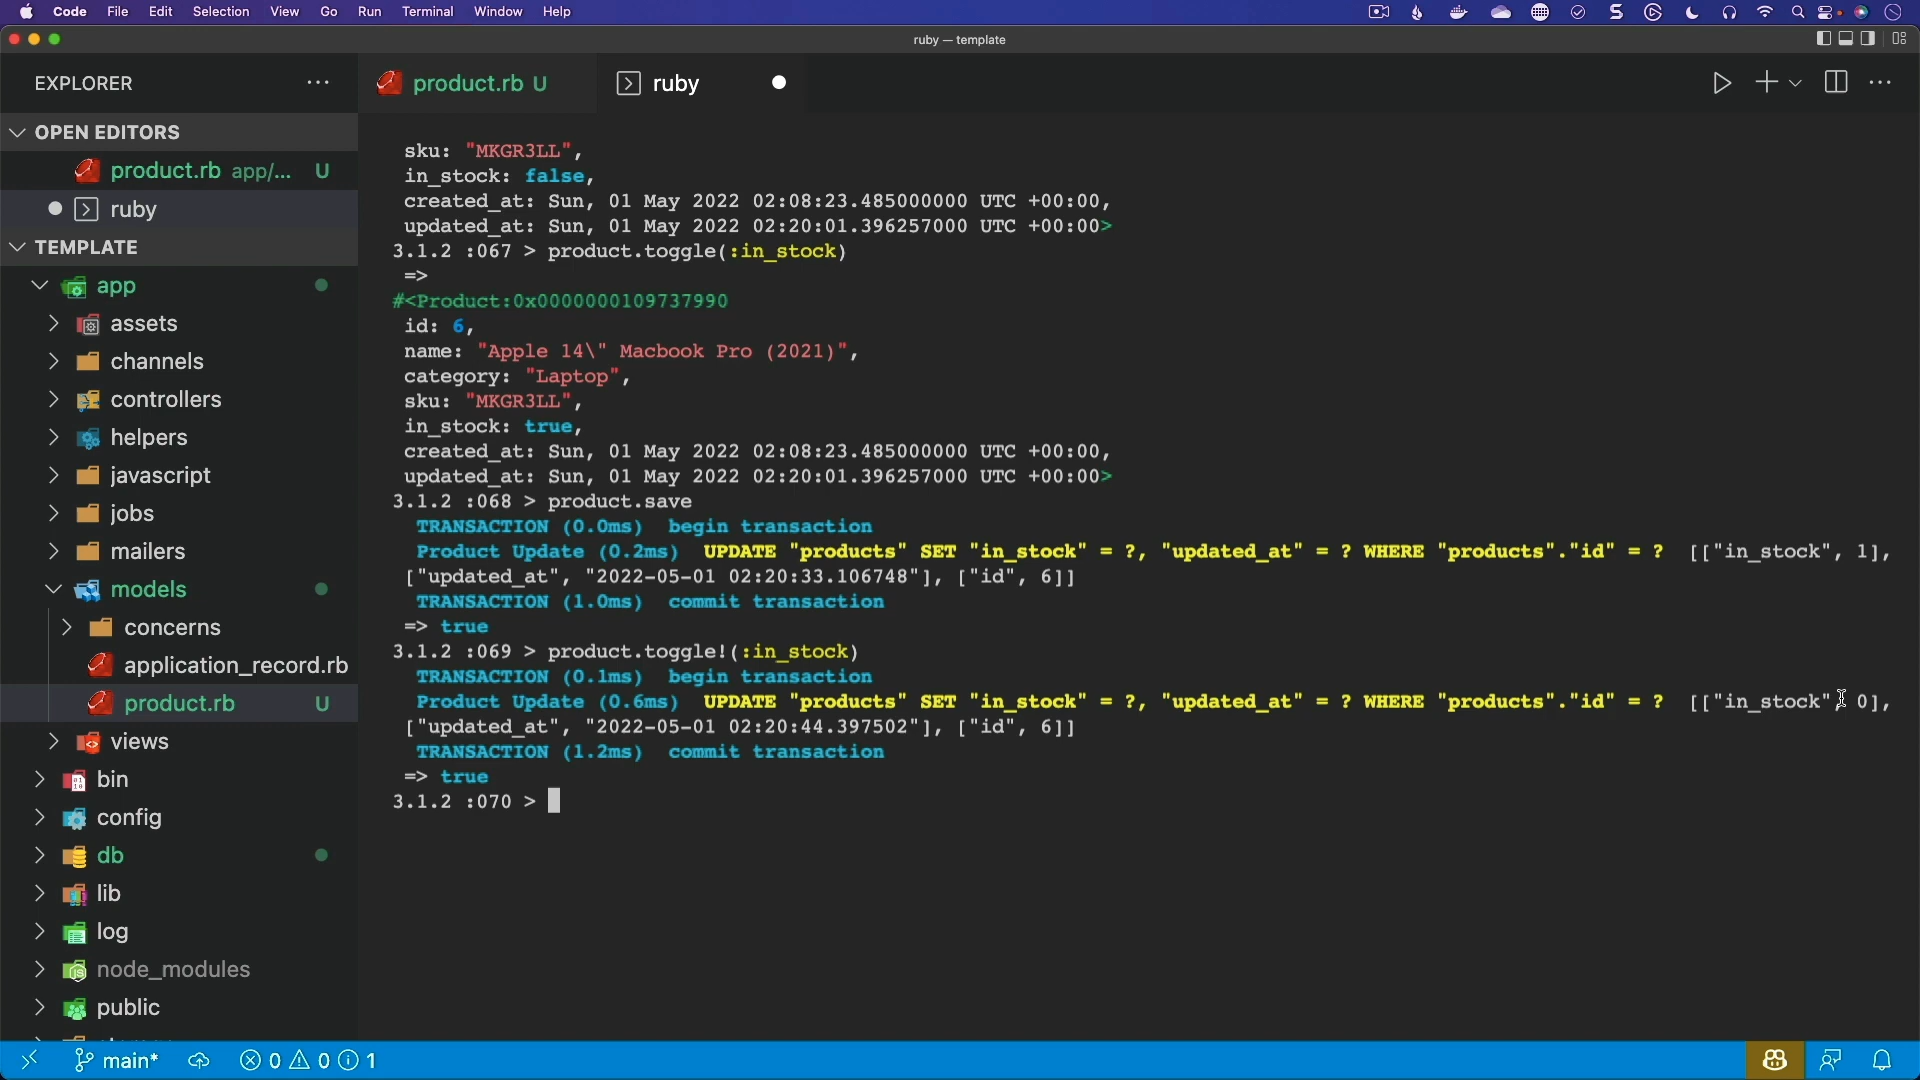 Code File Edit Selection View Go Run Terminal Window Help
ruby — template
EXPLORER
OPEN EDITORS
product.rb app/... U
ruby
TEMPLATE
app
assets
channels
controllers
helpers
javascript
jobs
mailers
models
concerns
application_record.rb
product.rb U
views
bin
config
db
lib
log
node_modules
public
product.rb U
ruby
sku: "MKGR3LL",
in_stock: false,
created_at: Sun, 01 May 2022 02:08:23.485000000 UTC +00:00,
updated_at: Sun, 01 May 2022 02:20:01.396257000 UTC +00:00>
3.1.2 :067 > product.toggle(:in_stock)
=>
#<Product:0x0000000109737990
id: 6,
name: "Apple 14\" Macbook Pro (2021)",
category: "Laptop",
sku: "MKGR3LL",
in_stock: true,
created_at: Sun, 01 May 2022 02:08:23.485000000 UTC +00:00,
updated_at: Sun, 01 May 2022 02:20:01.396257000 UTC +00:00>
3.1.2 :068 > product.save
TRANSACTION (0.0ms) begin transaction
Product Update (0.2ms) UPDATE "products" SET "in_stock" = ?, "updated_at" = ? WHERE "products"."id" = ? [["in_stock", 1],
["updated_at", "2022-05-01 02:20:33.106748"], ["id", 6]]
TRANSACTION (1.0ms) commit transaction
=> true
3.1.2 :069 > product.toggle!(:in_stock)
TRANSACTION (0.1ms) begin transaction
Product Update (0.6ms) UPDATE "products" SET "in_stock" = ?, "updated_at" = ? WHERE "products"."id" = ? [["in_stock", 0],
["updated_at", "2022-05-01 02:20:44.397502"], ["id", 6]]
TRANSACTION (1.2ms) commit transaction
=> true
3.1.2 :070 >
main* 0 0 1